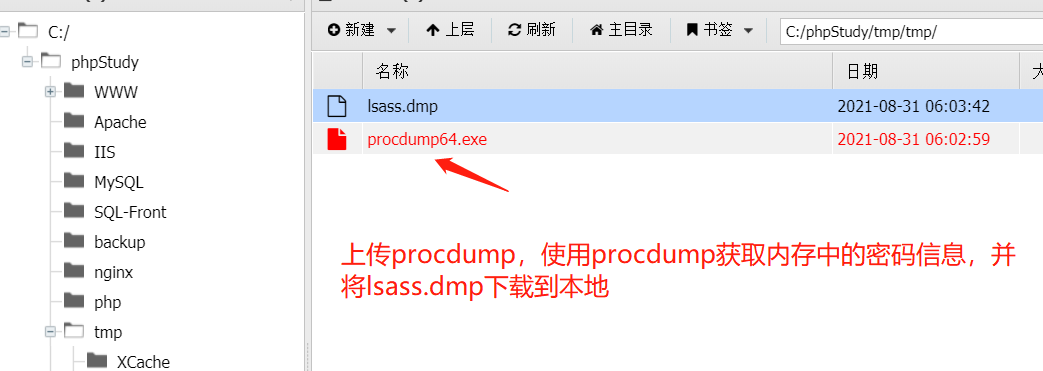 C:/
phpStudy
WWW
Apache
IIS
MySQL
SQL-Front
backup
nginx
php
tmp
XCache
新建 上层 刷新 主目录 书签 C:/phpStudy/tmp/tmp/
名称 日期
lsass.dmp 2021-08-31 06:03:42
procdump64.exe 2021-08-31 06:02:59
上传procdump，使用procdump获取内存中的密码信息，并
将lsass.dmp下载到本地